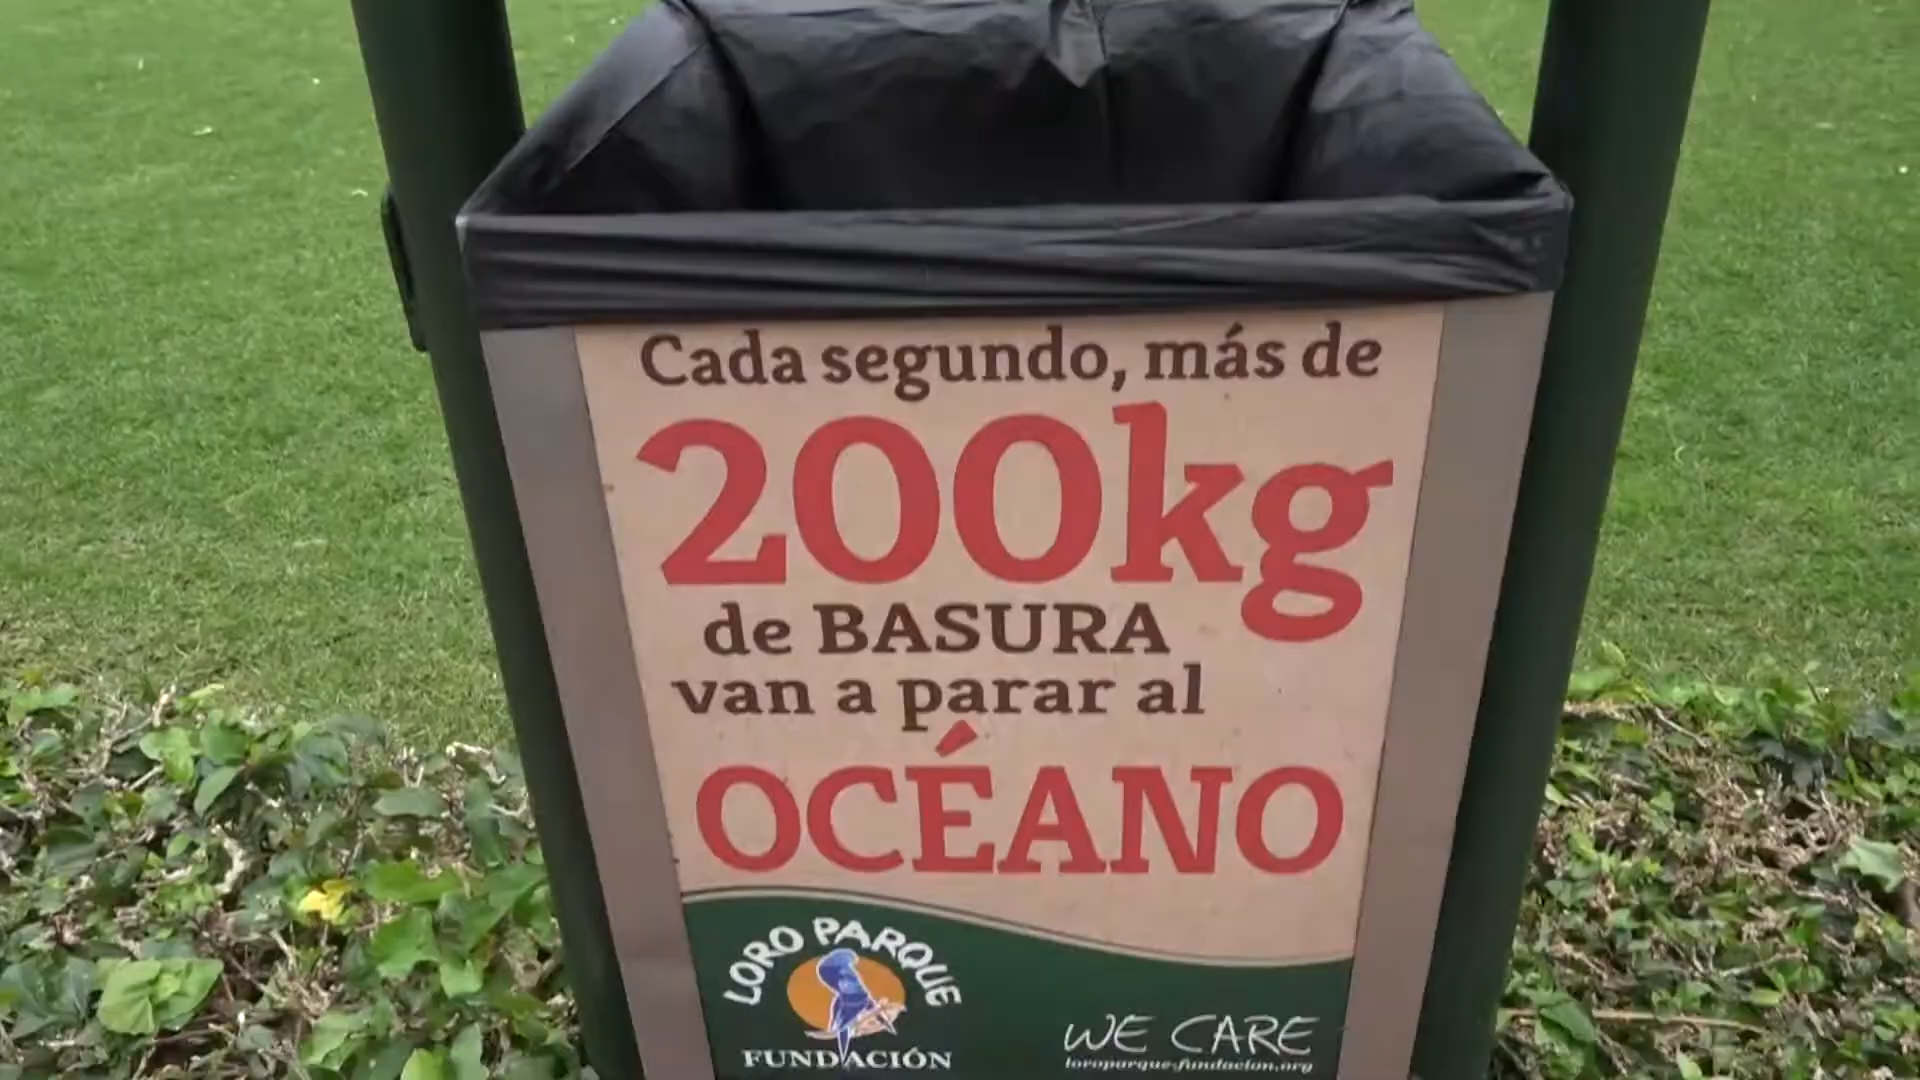 Cada segundo, más de
200kg
de BASURA
van a parar al
OCÉANO
LORO PARQUE
FUNDACIÓN
WE CARE
loroparque-fundacion.org